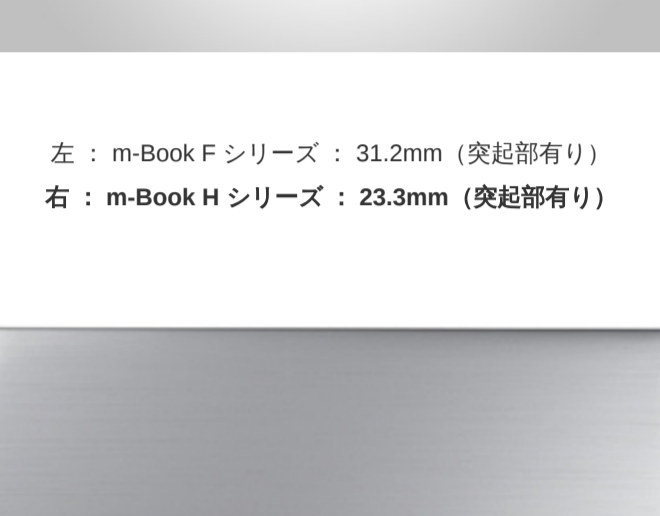 左 ： m-Book F シリーズ ： 31.2mm（突起部有り）
右 ： m-Book H シリーズ ： 23.3mm（突起部有り）